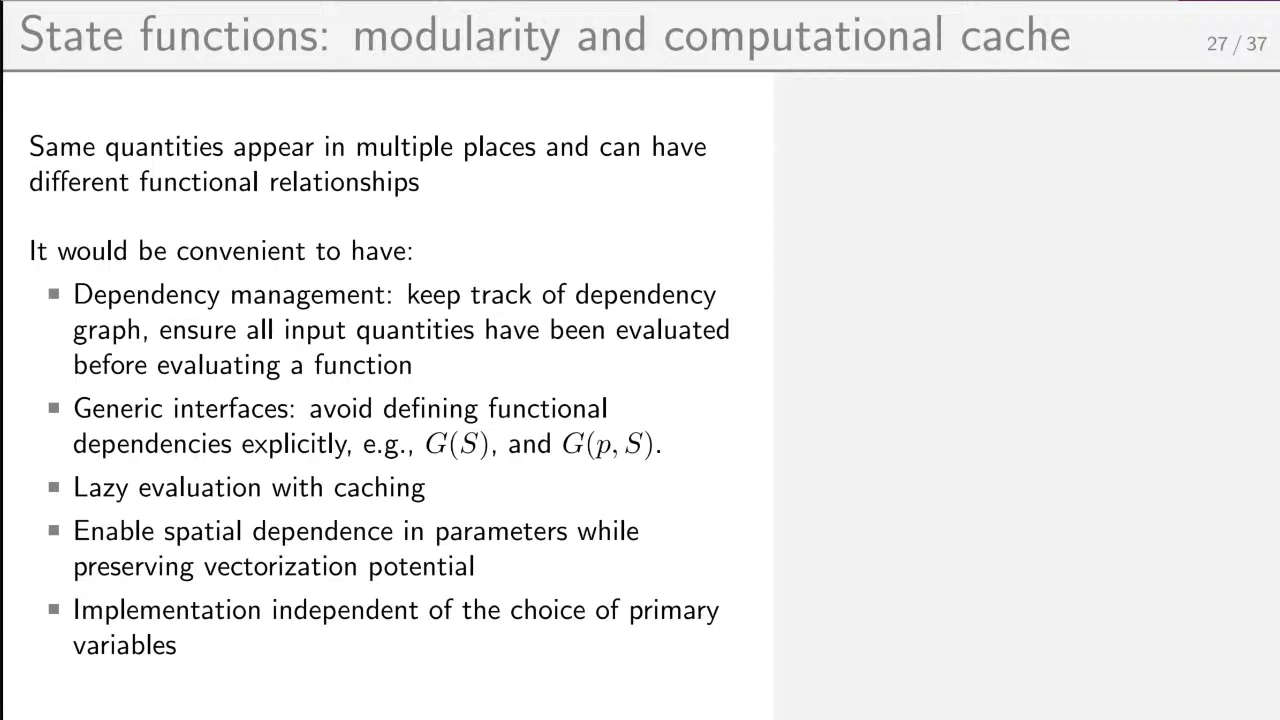 State functions: modularity and computational cache
27 / 37
Same quantities appear in multiple places and can have
different functional relationships
It would be convenient to have:
■ Dependency management: keep track of dependency
graph, ensure all input quantities have been evaluated
before evaluating a function
■ Generic interfaces: avoid defining functional
dependencies explicitly, e.g., G(S), and G(p, S).
■ Lazy evaluation with caching
■ Enable spatial dependence in parameters while
preserving vectorization potential
■ Implementation independent of the choice of primary
variables